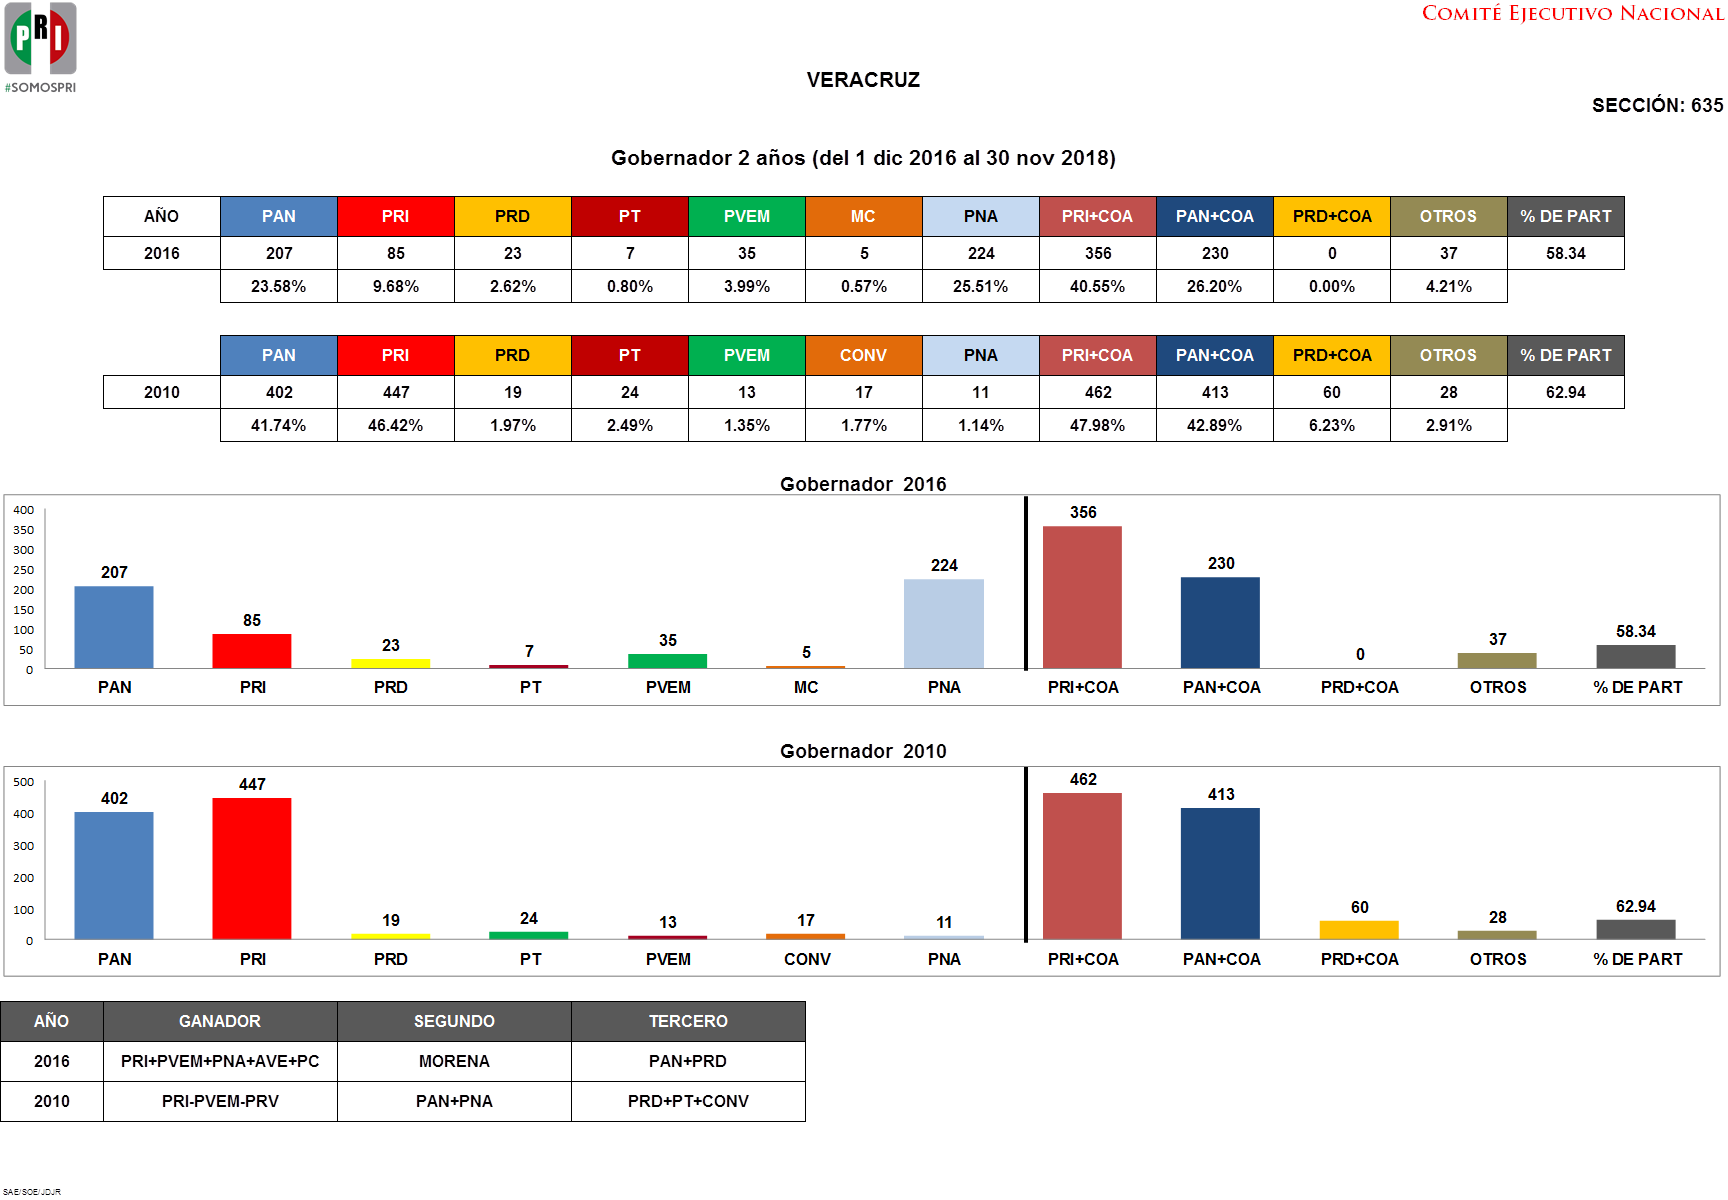 PRI
#SOMOSPRI
COMITÉ EJECUTIVO NACIONAL
VERACRUZ
SECCIÓN: 635
Gobernador 2 años (del 1 dic 2016 al 30 nov 2018)
AÑO PAN PRI PRD PT PVEM MC PNA PRI+COA PAN+COA PRD+COA OTROS % DE PART
2016 207 85 23 7 35 5 224 356 230 0 37 58.34
23.58% 9.68% 2.62% 0.80% 3.99% 0.57% 25.51% 40.55% 26.20% 0.00% 4.21%
PAN PRI PRD PT PVEM CONV PNA PRI+COA PAN+COA PRD+COA OTROS % DE PART
2010 402 447 19 24 13 17 11 462 413 60 28 62.94
41.74% 46.42% 1.97% 2.49% 1.35% 1.77% 1.14% 47.98% 42.89% 6.23% 2.91%
Gobernador 2016
400
350
300
250
200
150
100
50
0
207 85 23 7 35 5 224 356 230 0 37 58.34
PAN PRI PRD PT PVEM MC PNA PRI+COA PAN+COA PRD+COA OTROS % DE PART
Gobernador 2010
500
400
300
200
100
0
402 447 19 24 13 17 11 462 413 60 28 62.94
PAN PRI PRD PT PVEM CONV PNA PRI+COA PAN+COA PRD+COA OTROS % DE PART
AÑO GANADOR SEGUNDO TERCERO
2016 PRI+PVEM+PNA+AVE+PC MORENA PAN+PRD
2010 PRI-PVEM-PRV PAN+PNA PRD+PT+CONV
SAE/SOE/JDJR